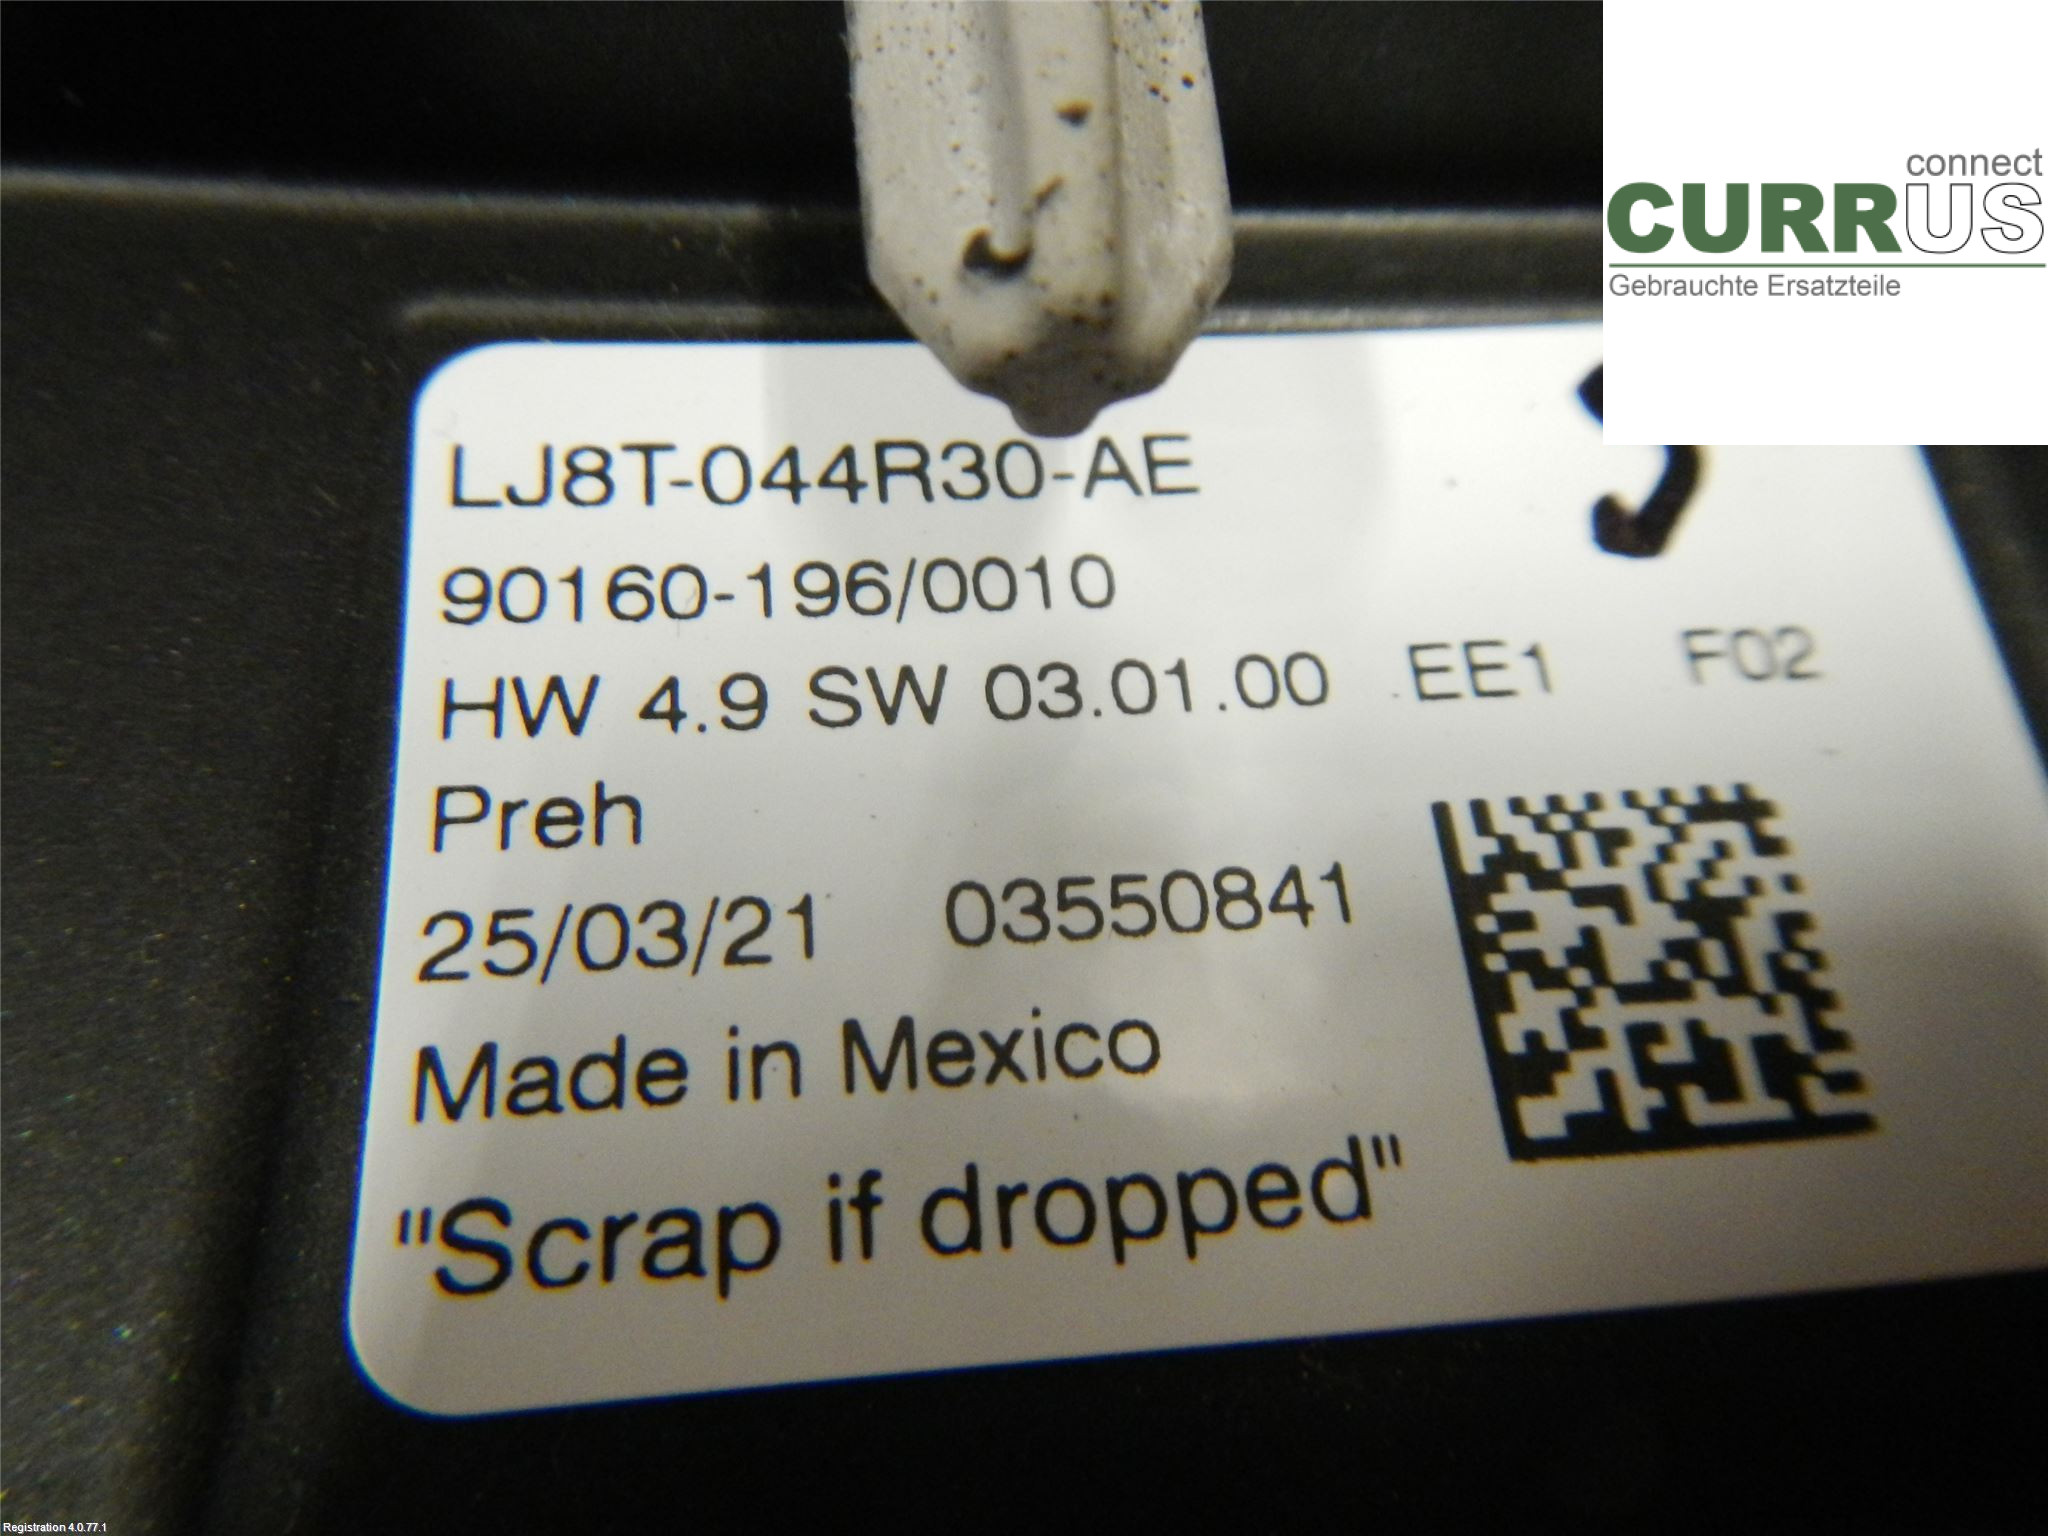 connect
CURRUS
Gebrauchte Ersatzteile
LJ8T-044R30-AE
90160-196/0010
HW 4.9 SW 03.01.00 EE1 F02
Preh
25/03/21 03550841
Made in Mexico
"Scrap if dropped"
Registration 4.0.77.1